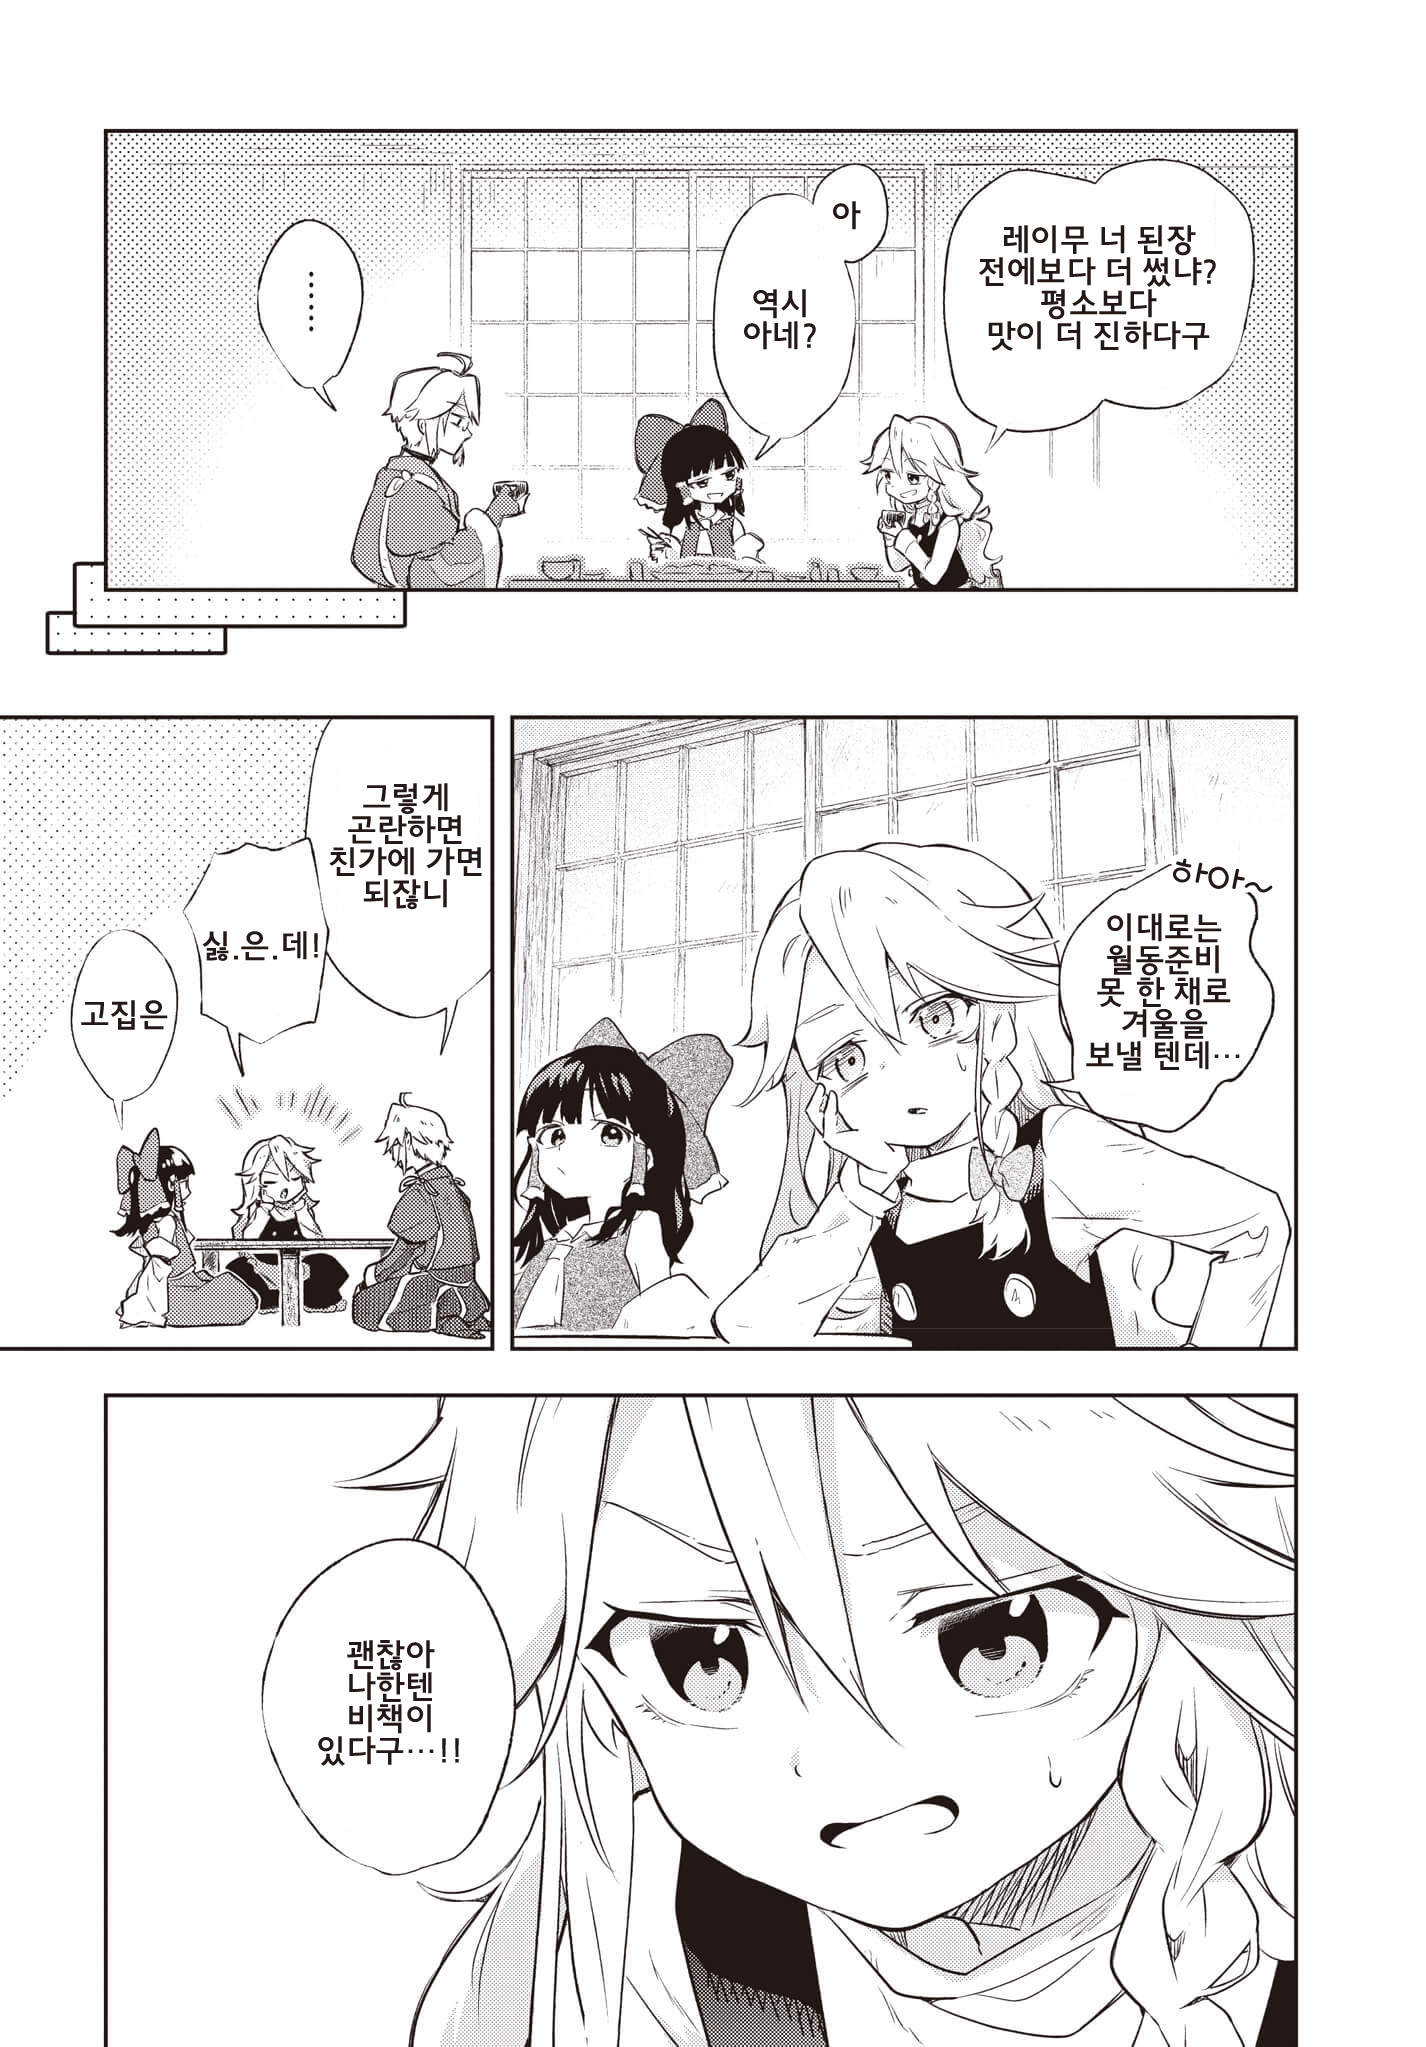 레이무 너 된장
전에보다 더 썼냐?
평소보다
맛이 더 진하다구
아
역시
아네?
……
하아~
이대로는
월동준비
못 한 채로
겨울을
보낼 텐데…
그렇게
곤란하면
친가에 가면
되잖니
싫.은.데!
고집은
괜찮아
나한텐
비책이
있다구…!!